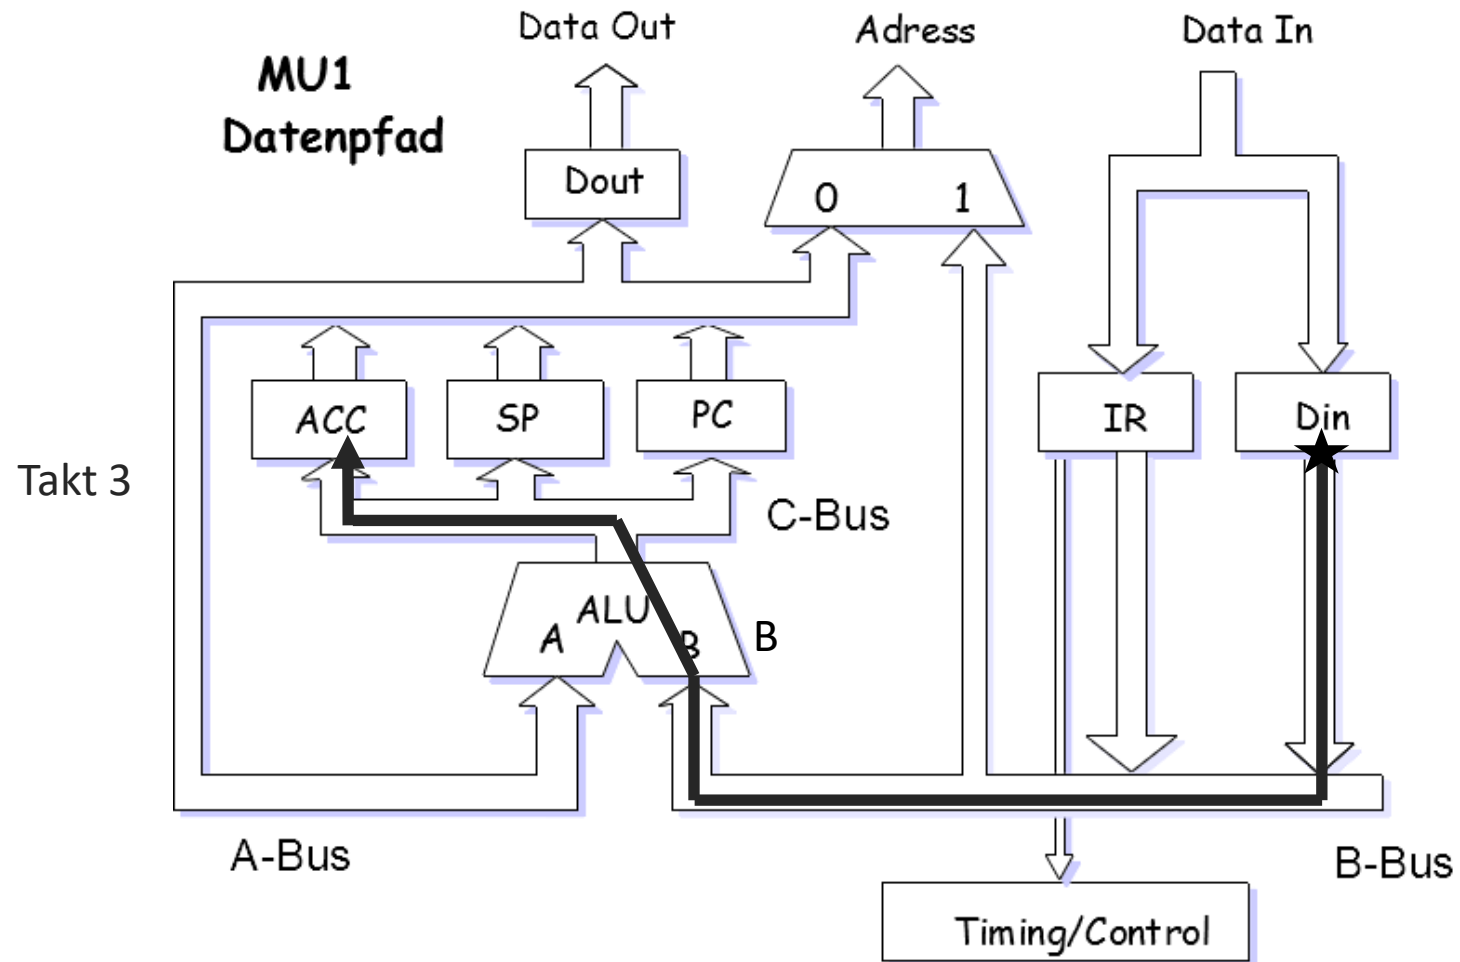 Data Out
Adress
Data In
MU1
Datenpfad
Dout
0
1
ACC
SP
PC
IR
Din
Takt 3
C-Bus
ALU
A
B
B
A-Bus
B-Bus
Timing/Control